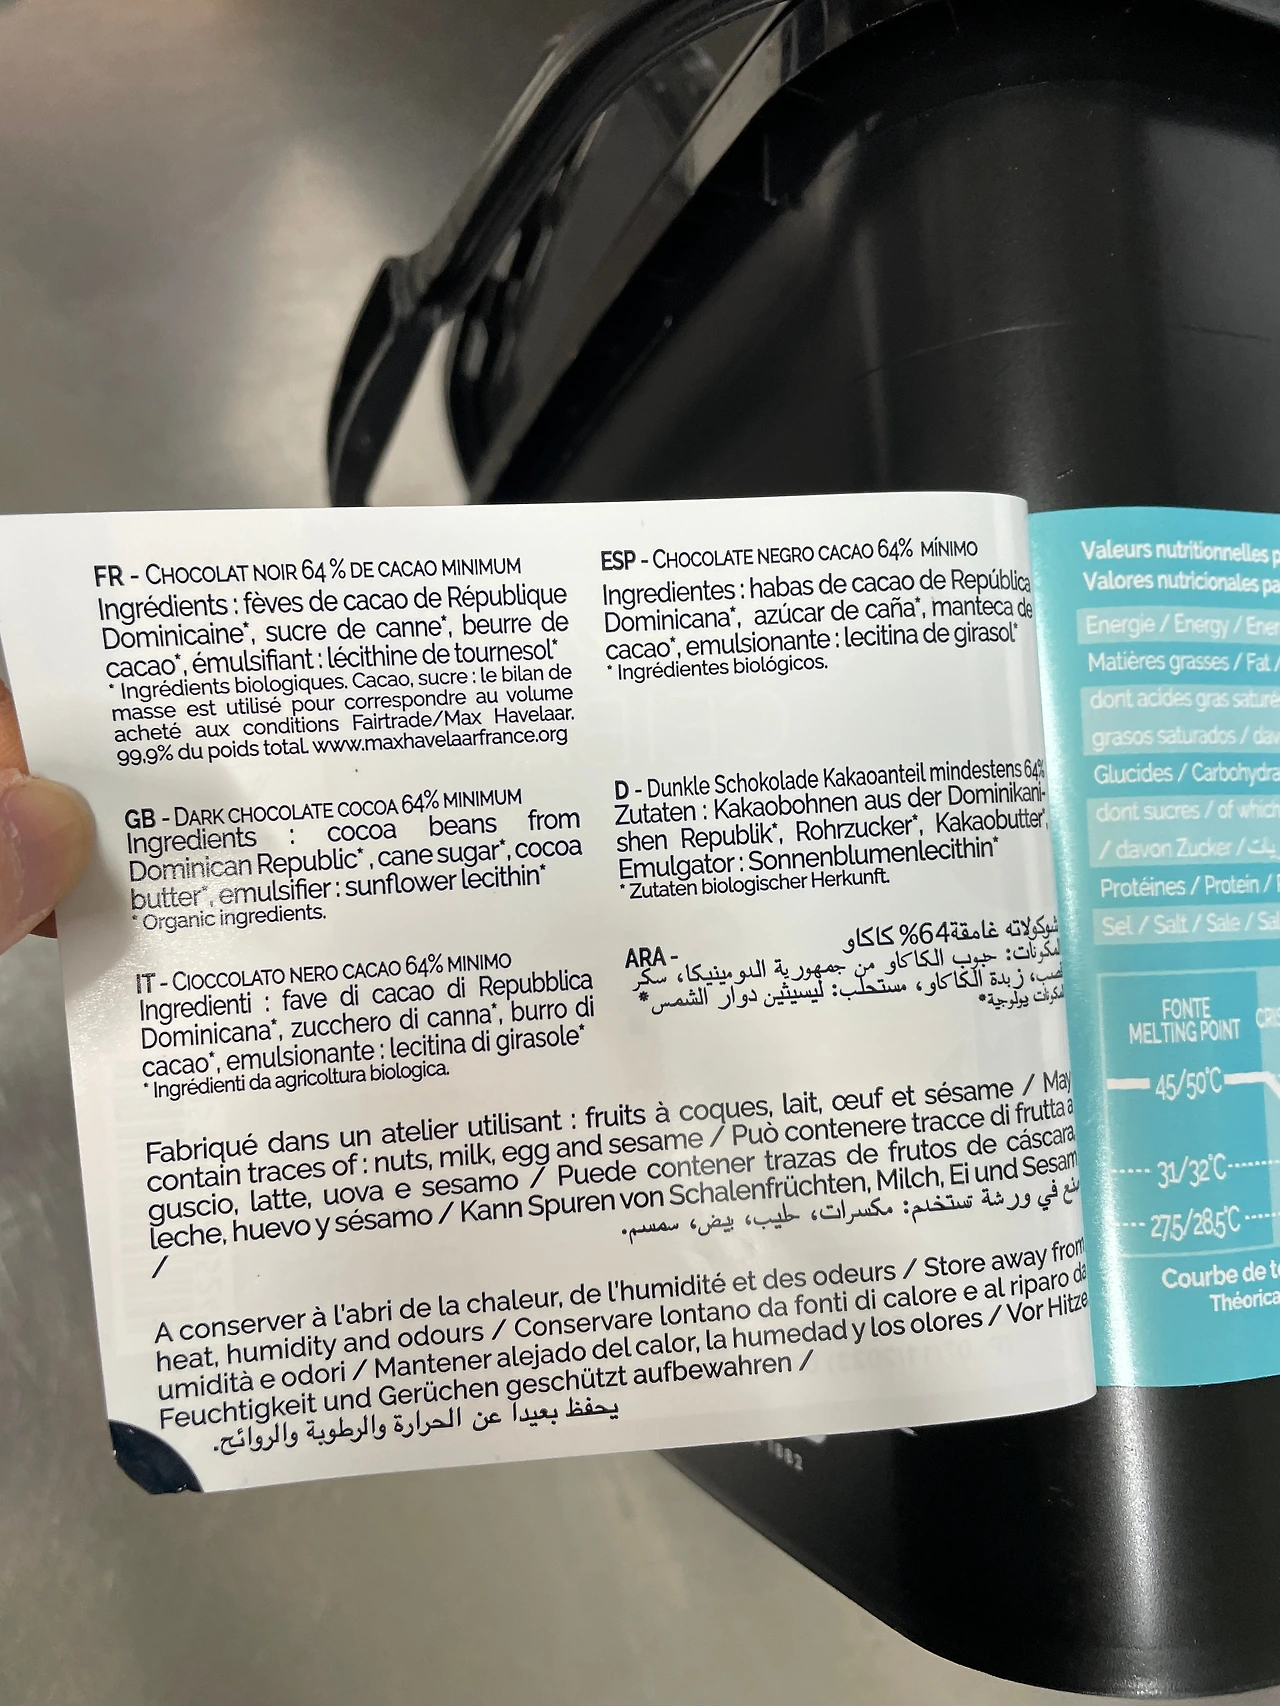 FR - CHOCOLAT NOIR 64 % DE CACAO MINIMUM
Ingrédients : fèves de cacao de République
Dominicaine*, sucre de canne*, beurre de
cacao*, émulsifiant : lécithine de tournesol*
* Ingrédients biologiques. Cacao, sucre : le bilan de
masse est utilisé pour correspondre au volume
acheté aux conditions Fairtrade/Max Havelaar.
99,9% du poids total. www.maxhavelaarfrance.org
GB - DARK CHOCOLATE COCOA 64% MINIMUM
Ingredients : cocoa beans from
Dominican Republic* , cane sugar*, cocoa
butter*, emulsifier : sunflower lecithin*
* Organic ingredients.
IT - CIOCCOLATO NERO CACAO 64% MINIMO
Ingredienti : fave di cacao di Repubblica
Dominicana*, zucchero di canna*, burro di
cacao*, emulsionante : lecitina di girasole*
* Ingrédienti da agricoltura biologica.
ESP - CHOCOLATE NEGRO CACAO 64% MÍNIMO
Ingredientes : habas de cacao de República
Dominicana*, azúcar de caña*, manteca de
cacao*, emulsionante : lecitina de girasol*
* Ingrédientes biológicos.
D - Dunkle Schokolade Kakaoanteil mindestens 64%
Zutaten : Kakaobohnen aus der Dominikani-
shen Republik*, Rohrzucker*, Kakaobutter*,
Emulgator : Sonnenblumenlecithin*
* Zutaten biologischer Herkunft.
ARA - شوكولاته غامقة64% كاكاو
المكونات: حبوب الكاكاو من جمهورية الدومينيكا، سكر
قصب، زبدة الكاكاو، مستحلب: ليسيثين دوار الشمس*
*مكونات بيولوجية
Fabriqué dans un atelier utilisant : fruits à coques, lait, œuf et sésame / May
contain traces of : nuts, milk, egg and sesame / Può contenere tracce di frutta a
guscio, latte, uova e sesamo / Puede contener trazas de frutos de cáscara,
leche, huevo y sésamo / Kann Spuren von Schalenfrüchten, Milch, Ei und Sesam
/ صنع في ورشة تستخدم: مكسرات، حليب، بيض، سمسم.
A conserver à l'abri de la chaleur, de l'humidité et des odeurs / Store away from
heat, humidity and odours / Conservare lontano da fonti di calore e al riparo da
umidità e odori / Mantener alejado del calor, la humedad y los olores / Vor Hitze
Feuchtigkeit und Gerüchen geschützt aufbewahren /
يحفظ بعيدا عن الحرارة والرطوبة والروائح.
Valeurs nutritionnelles
Valores nutricionales
Energie / Energy /
Matières grasses / Fat /
dont acides gras
grasos saturados /
Glucides /
dont sucres / of which
/ davon Zucker /
Protéines / Protein /
Sel / Salt / Sale /
FONTE
MELTING POINT
45/50°C
31/32°C
27.5/28.5°C
Courbe de
1882